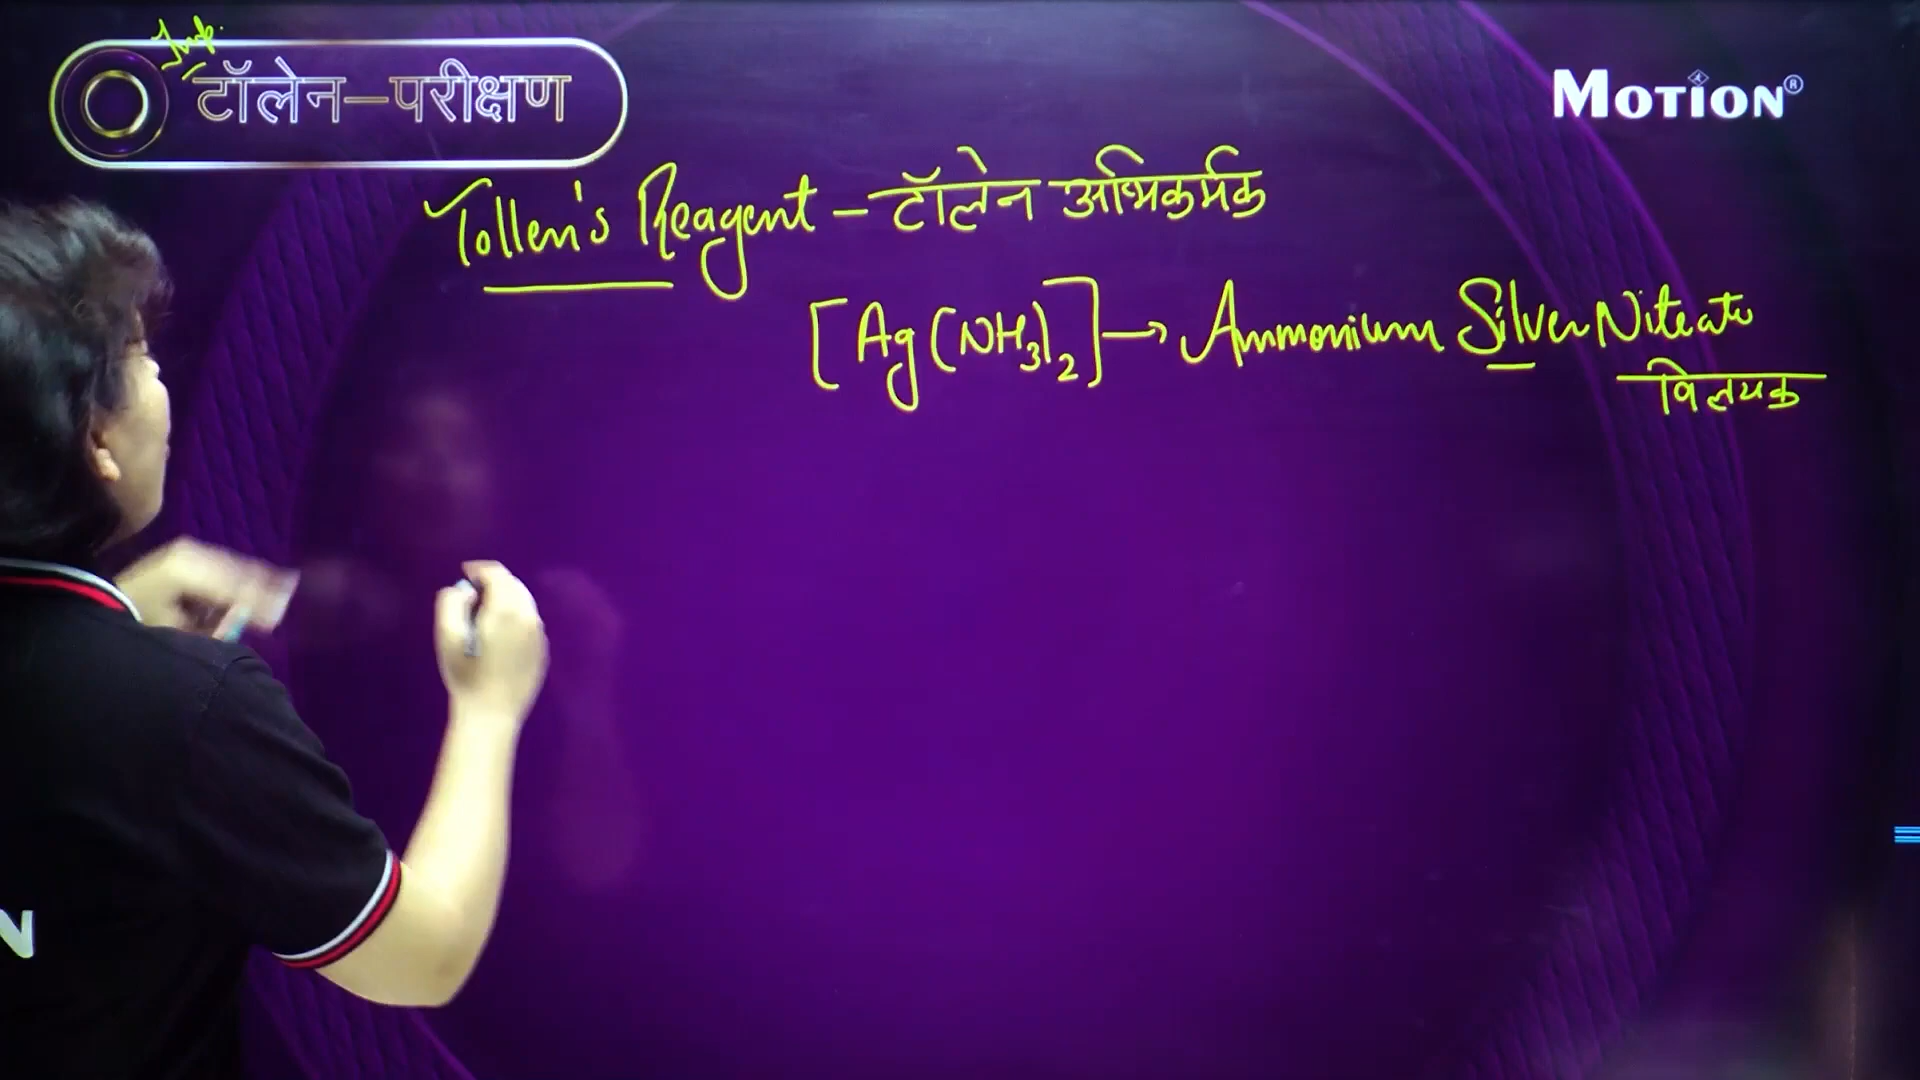 Imp.
टॉलेन–परीक्षण
MOTION®
Tollen's Reagent – टॉलेन अभिकर्मक
[Ag(NH3)2] → Ammonium Silver Nitrate
विलयक
N